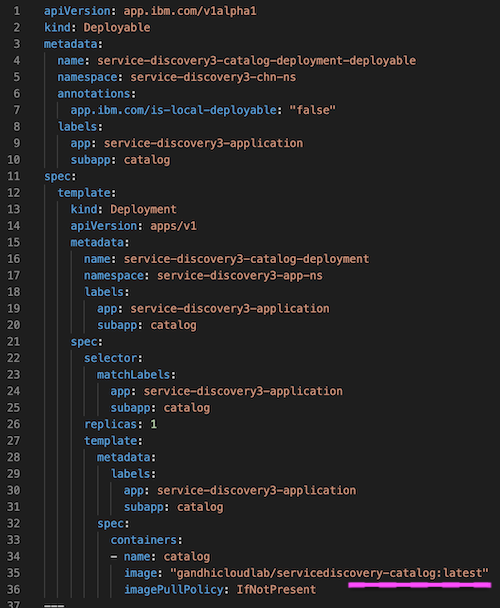 1 apiVersion: app.ibm.com/v1alpha1
2 kind: Deployable
3 metadata:
4   name: service-discovery3-catalog-deployment-deployable
5   namespace: service-discovery3-chn-ns
6   annotations:
7     app.ibm.com/is-local-deployable: "false"
8   labels:
9     app: service-discovery3-application
10     subapp: catalog
11 spec:
12   template:
13     kind: Deployment
14     apiVersion: apps/v1
15     metadata:
16       name: service-discovery3-catalog-deployment
17       namespace: service-discovery3-app-ns
18       labels:
19         app: service-discovery3-application
20         subapp: catalog
21     spec:
22       selector:
23         matchLabels:
24           app: service-discovery3-application
25           subapp: catalog
26       replicas: 1
27       template:
28         metadata:
29           labels:
30             app: service-discovery3-application
31             subapp: catalog
32         spec:
33           containers:
34           - name: catalog
35             image: "gandhicloudlab/servicediscovery-catalog:latest"
36             imagePullPolicy: IfNotPresent
37 ---